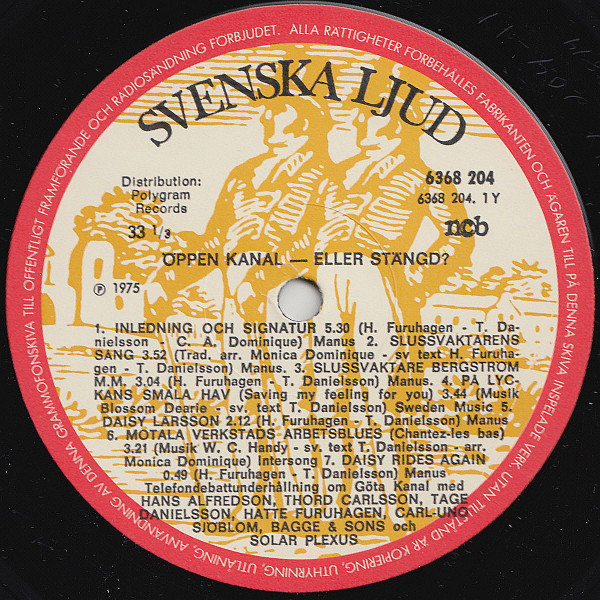 ANVÄNDNING AV DENNA GRAMMOFONSKIVA TILL OFFENTLIGT FRAMFÖRANDE OCH RADIOSÄNDNING FÖRBJUDET. ALLA RÄTTIGHETER FÖRBEHÅLLES FABRIKANTEN OCH ÄGAREN TILL PÅ DENNA SKIVA INSPELADE VERK. UTAN TILLSTÅND ÄR KOPIERING, UTHYRNING, UTLÅNING,
SVENSKA LJUD
Distribution:
Polygram
Records
33 1/3
6368 204
6368 204. 1 Y
ncb
ÖPPEN KANAL — ELLER STÄNGD?
Ⓟ 1975
1. INLEDNING OCH SIGNATUR 5.30 (H. Furuhagen - T. Da-
nielsson - C. A. Dominique) Manus 2. SLUSSVAKTARENS
SANG 3.52 (Trad. arr. Monica Dominique - sv text H. Furuha-
gen - T. Danielsson) Manus. 3. SLUSSVAKTARE BERGSTROM
M.M. 3.04 (H. Furuhagen - T. Danielsson) Manus. 4. PÅ LYC-
KANS SMALA HAV (Saving my feeling for you) 3.44 (Musik
Blossom Dearie - sv. text T. Danielsson) Sweden Music 5.
DAISY LARSSON 2.12 (H. Furuhagen - T. Danielsson) Manus
6. MOTALA VERKSTADS ARBETSBLUES (Chantez-les bas)
3.21 (Musik W. C. Handy - sv. text T. Danielsson - arr.
Monica Dominique) Intersong 7. DAISY RIDES AGAIN
0.49 (H. Furuhagen - T. Danielsson) Manus
Telefondebattunderhållning om Göta Kanal med
HANS ALFREDSON, THORD CARLSSON, TAGE
DANIELSSON, HATTE FURUHAGEN, CARL-UNO
SJÖBLOM, BAGGE & SONS och
SOLAR PLEXUS